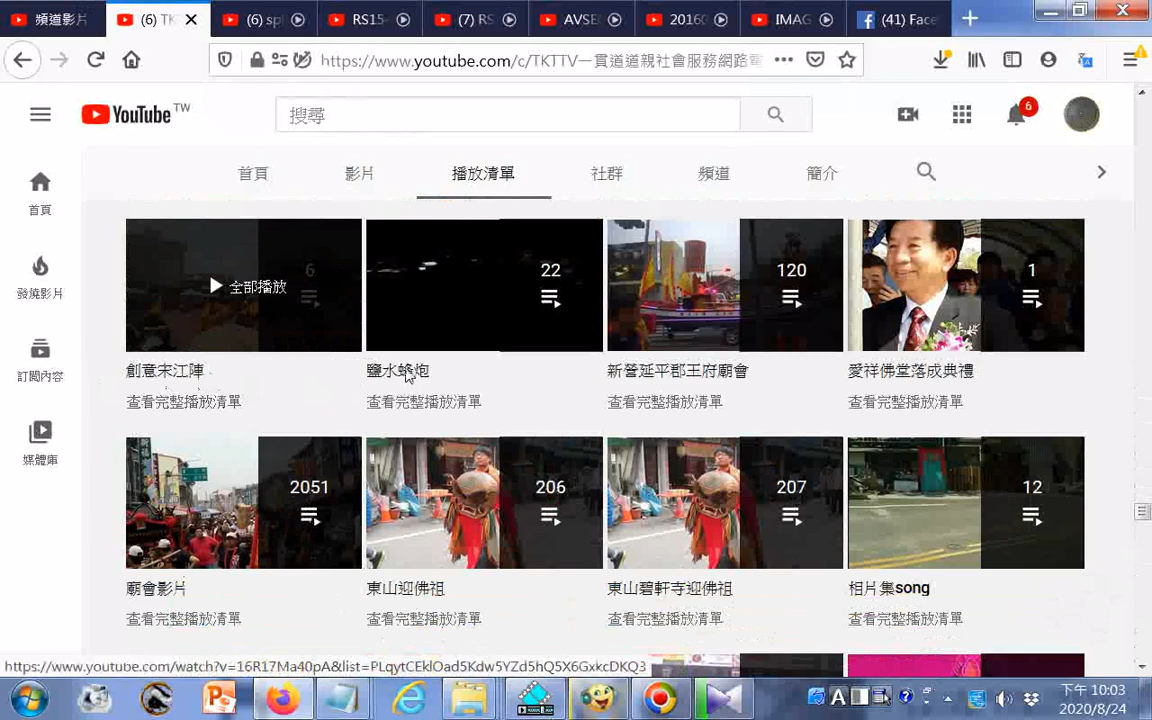 頻道影片
(6) TK
(6) sp
RS15-
(7) RS
AVSE
20160
IMAG
(41) Face
https://www.youtube.com/c/TKTTV一貫道道親社會服務網路電
YouTube TW
搜尋
6
首頁
影片
播放清單
社群
頻道
簡介
首頁
發燒影片
訂閱內容
媒體庫
全部播放
6
22
120
1
創意宋江陣
鹽水蜂炮
新營延平郡王府廟會
愛祥佛堂落成典禮
查看完整播放清單
查看完整播放清單
查看完整播放清單
查看完整播放清單
2051
206
207
12
廟會影片
東山迎佛祖
東山碧軒寺迎佛祖
相片集song
查看完整播放清單
查看完整播放清單
查看完整播放清單
查看完整播放清單
https://www.youtube.com/watch?v=16R17Ma40pA&list=PLqytCEklOad5Kdw5YZd5hQ5X6GxkcDKQ3
下午 10:03
2020/8/24